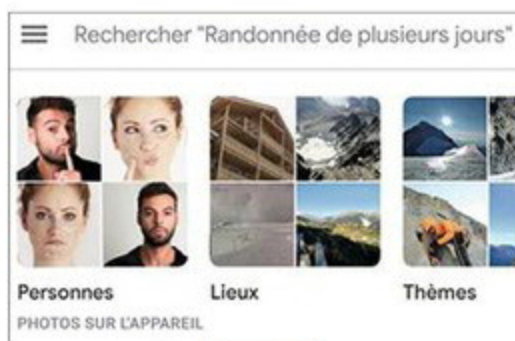 Rechercher "Randonnée de plusieurs jours"
Personnes Lieux Thèmes
PHOTOS SUR L'APPAREIL